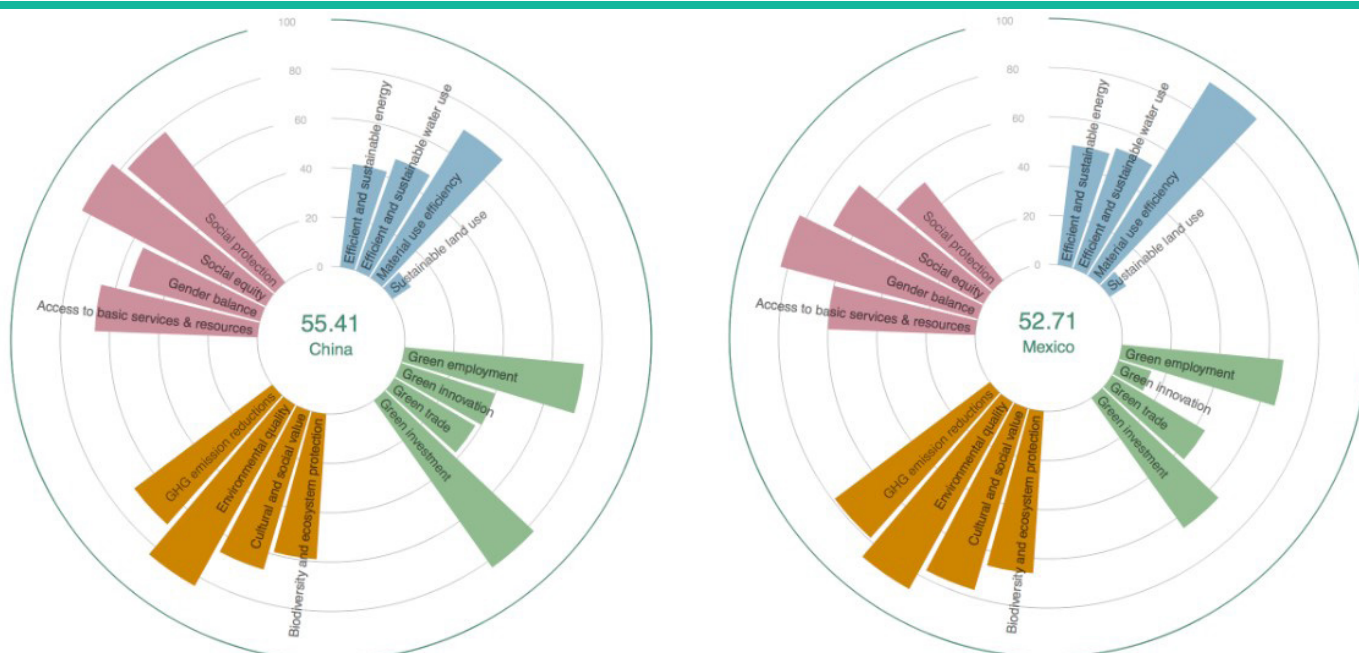 100
80
60
40
20
0
Efficient and sustainable energy
Efficient and sustainable water use
Material use efficiency
Sustainable land use
Green employment
Green innovation
Green trade
Green investment
Biodiversity and ecosystem protection
Cultural and social value
Environmental quality
GHG emission reductions
Access to basic services & resources
Gender balance
Social equity
Social protection
55.41
China
100
80
60
40
20
0
Efficient and sustainable energy
Efficient and sustainable water use
Material use efficiency
Sustainable land use
Green employment
Green innovation
Green trade
Green investment
Biodiversity and ecosystem protection
Cultural and social value
Environmental quality
GHG emission reductions
Access to basic services & resources
Gender balance
Social equity
Social protection
52.71
Mexico